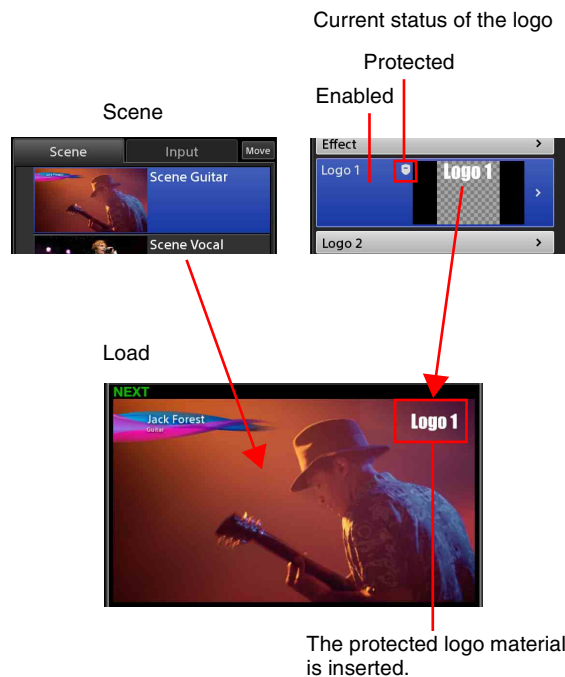 Current status of the logo
Protected
Enabled
Scene
Scene
Input
Move
Scene Guitar
Scene Vocal
Effect
Logo 1
Logo 1
Logo 2
Load
NEXT
Jack Forest
Guitar
Logo 1
The protected logo material
is inserted.